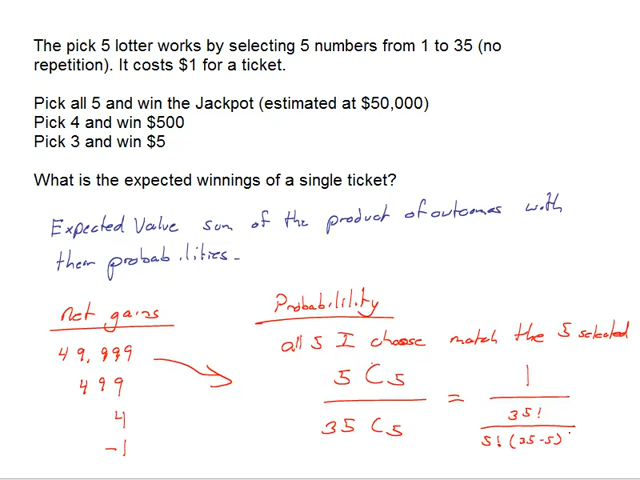 The pick 5 lotter works by selecting 5 numbers from 1 to 35 (no
repetition). It costs $1 for a ticket.
Pick all 5 and win the Jackpot (estimated at $50,000)
Pick 4 and win $500
Pick 3 and win $5
What is the expected winnings of a single ticket?
Expected Value sum of the product of outcomes with
their probabilities.
Net gains
49,999
499
4
-1
Probability
all 5 I choose match the 5 selected
5 C 5 / 35 C 5 = 1 / (35! / 5!(35-5)!)